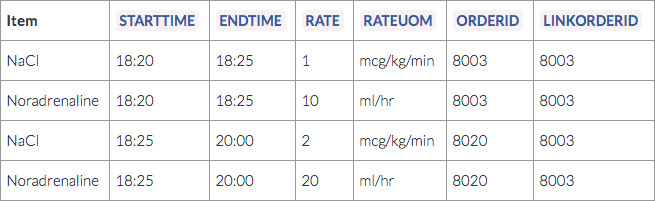 Item STARTTIME ENDTIME RATE RATEUOM ORDERID LINKORDERID
NaCl 18:20 18:25 1 mcg/kg/min 8003 8003
Noradrenaline 18:20 18:25 10 ml/hr 8003 8003
NaCl 18:25 20:00 2 mcg/kg/min 8020 8003
Noradrenaline 18:25 20:00 20 ml/hr 8020 8003